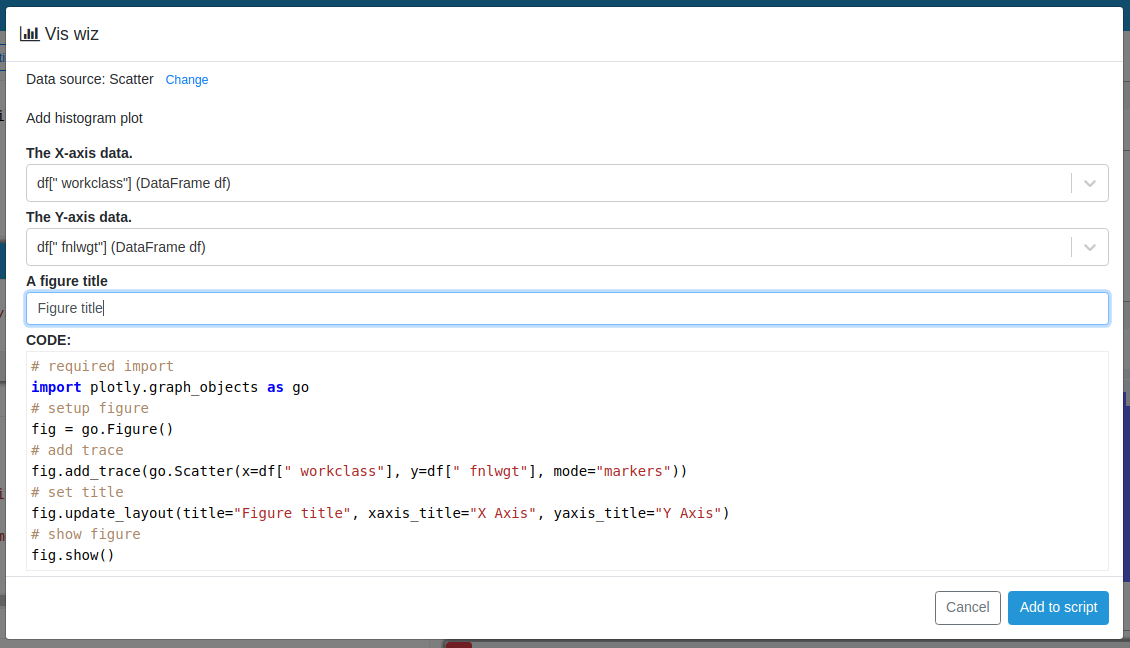 Vis wiz
Data source: Scatter Change
Add histogram plot
The X-axis data.
df[" workclass"] (DataFrame df)
The Y-axis data.
df[" fnlwgt"] (DataFrame df)
A figure title
Figure title
CODE:
# required import
import plotly.graph_objects as go
# setup figure
fig = go.Figure()
# add trace
fig.add_trace(go.Scatter(x=df[" workclass"], y=df[" fnlwgt"], mode="markers"))
# set title
fig.update_layout(title="Figure title", xaxis_title="X Axis", yaxis_title="Y Axis")
# show figure
fig.show()
Cancel Add to script